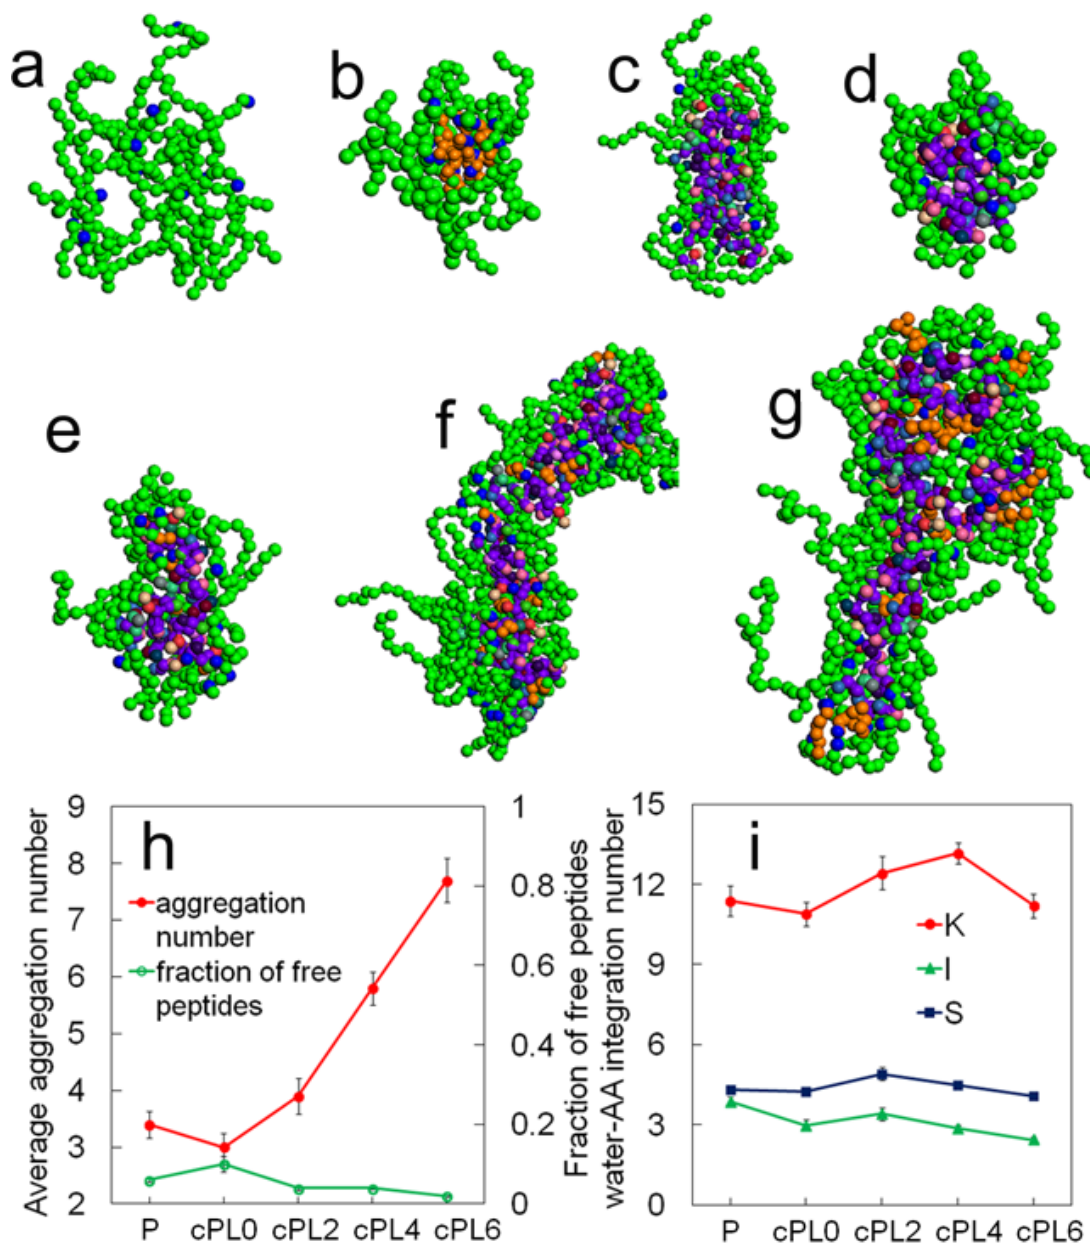 a
b
c
d
e
f
g
h
aggregation
number
fraction of free
peptides
Average aggregation number
9
8
7
6
5
4
3
2
1
0.8
0.6
0.4
0.2
0
Fraction of free peptides
P cPL0 cPL2 cPL4 cPL6
i
K
I
S
water-AA integration number
15
12
9
6
3
0
P cPL0 cPL2 cPL4 cPL6